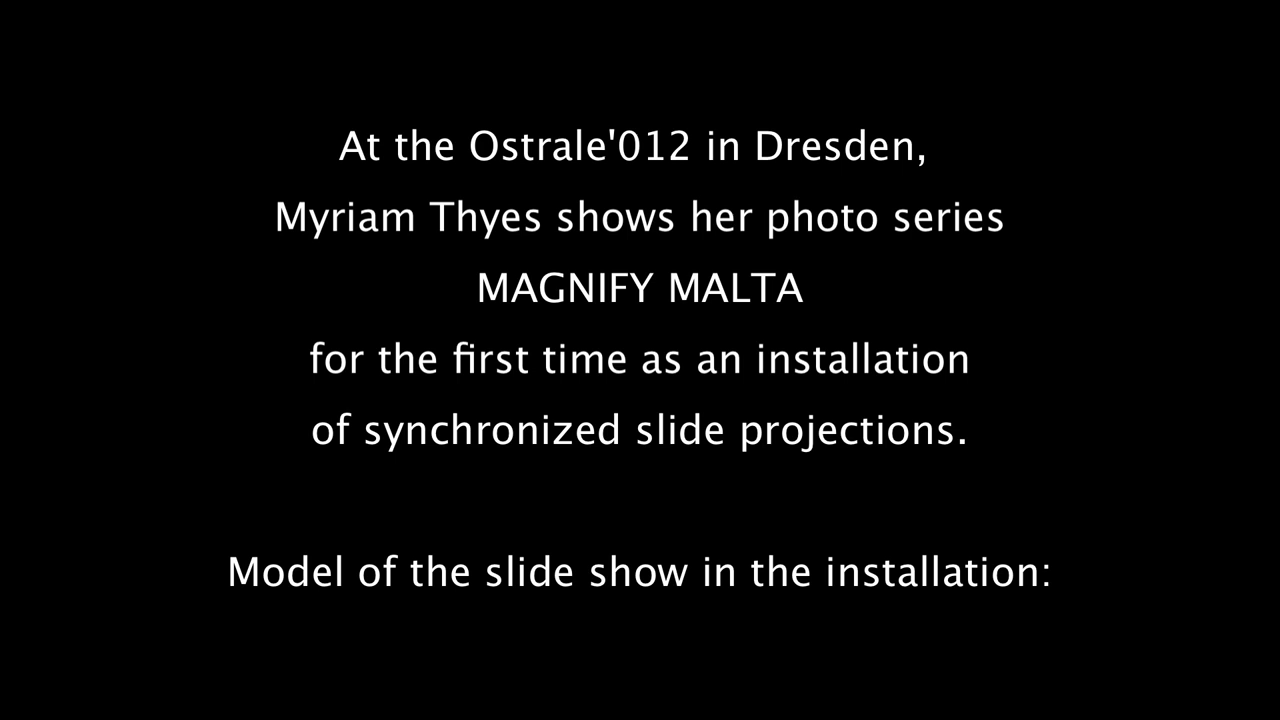 At the Ostrale'012 in Dresden,
Myriam Thyes shows her photo series
MAGNIFY MALTA
for the first time as an installation
of synchronized slide projections.
Model of the slide show in the installation: